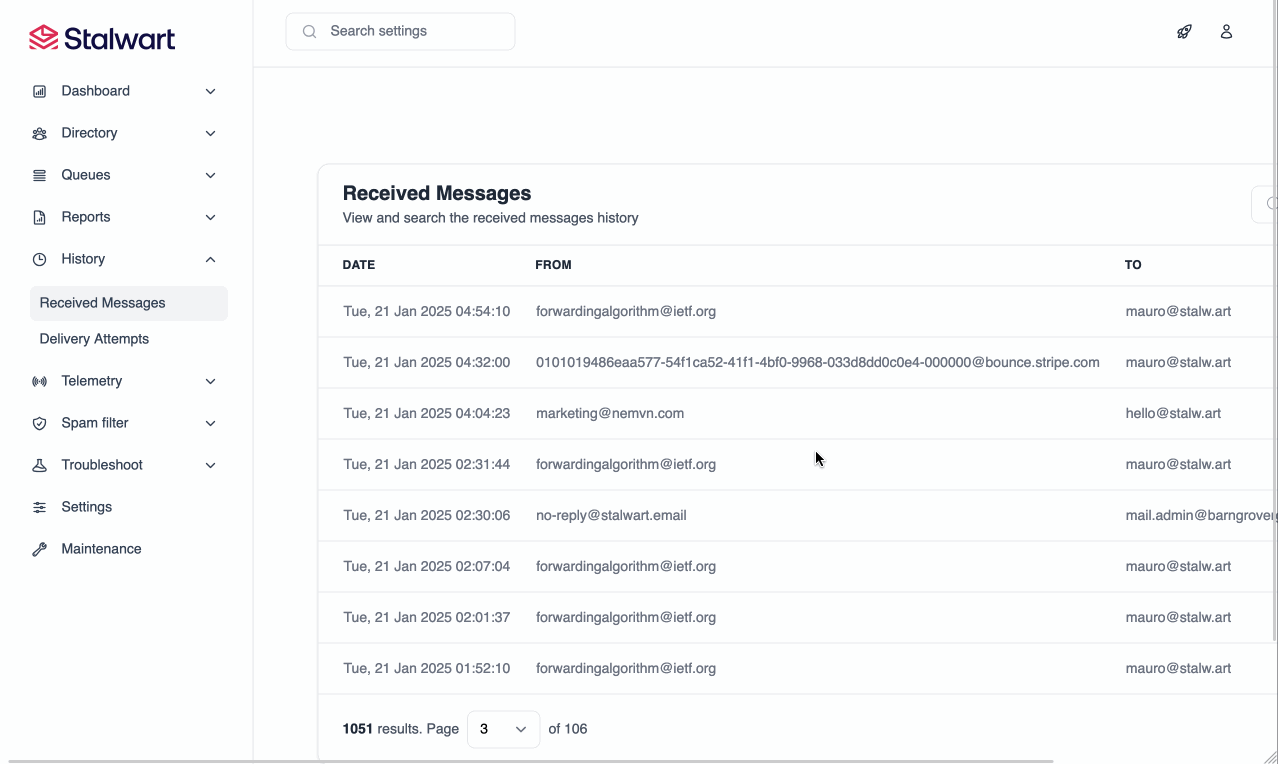 Stalwart
Search settings
Dashboard
Directory
Queues
Reports
History
Received Messages
Delivery Attempts
Telemetry
Spam filter
Troubleshoot
Settings
Maintenance
Received Messages
View and search the received messages history
DATE FROM TO
Tue, 21 Jan 2025 04:54:10 forwardingalgorithm@ietf.org mauro@stalw.art
Tue, 21 Jan 2025 04:32:00 0101019486eaa577-54f1ca52-41f1-4bf0-9968-033d8dd0c0e4-000000@bounce.stripe.com mauro@stalw.art
Tue, 21 Jan 2025 04:04:23 marketing@nemvn.com hello@stalw.art
Tue, 21 Jan 2025 02:31:44 forwardingalgorithm@ietf.org mauro@stalw.art
Tue, 21 Jan 2025 02:30:06 no-reply@stalwart.email mail.admin@barngrover
Tue, 21 Jan 2025 02:07:04 forwardingalgorithm@ietf.org mauro@stalw.art
Tue, 21 Jan 2025 02:01:37 forwardingalgorithm@ietf.org mauro@stalw.art
Tue, 21 Jan 2025 01:52:10 forwardingalgorithm@ietf.org mauro@stalw.art
1051 results. Page 3 of 106